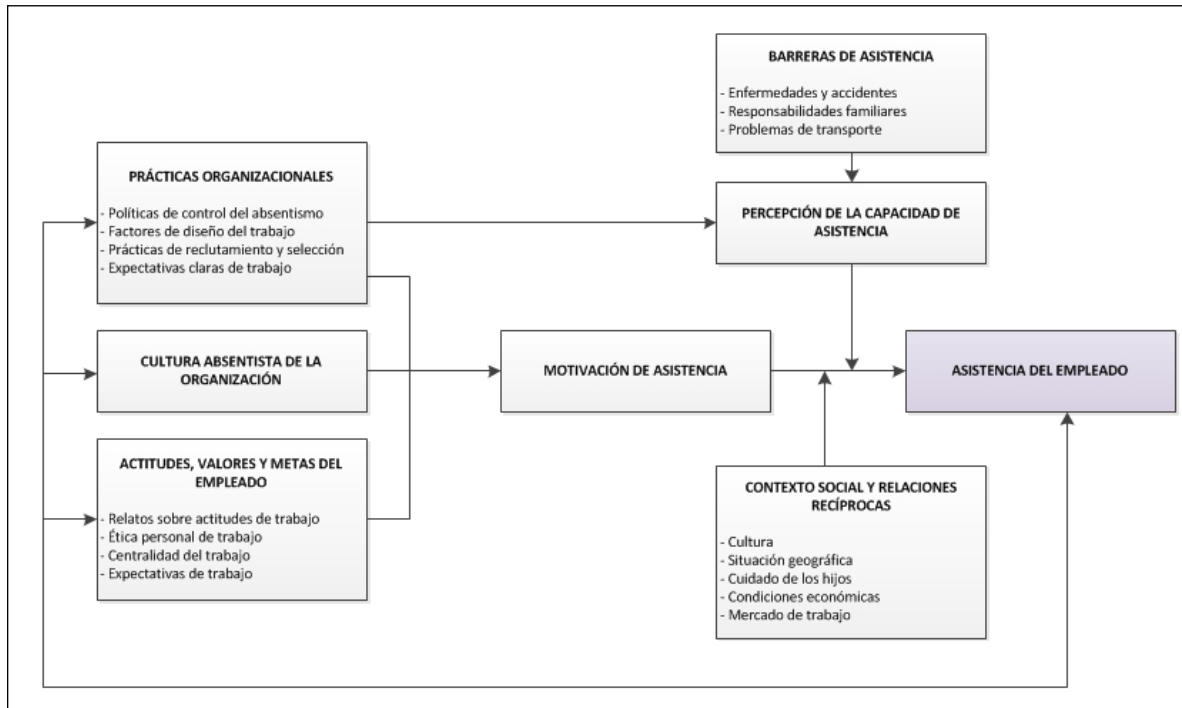 BARRERAS DE ASISTENCIA
- Enfermedades y accidentes
- Responsabilidades familiares
- Problemas de transporte
PRÁCTICAS ORGANIZACIONALES
- Políticas de control del absentismo
- Factores de diseño del trabajo
- Prácticas de reclutamiento y selección
- Expectativas claras de trabajo
PERCEPCIÓN DE LA CAPACIDAD DE
ASISTENCIA
CULTURA ABSENTISTA DE LA
ORGANIZACIÓN
MOTIVACIÓN DE ASISTENCIA
ASISTENCIA DEL EMPLEADO
ACTITUDES, VALORES Y METAS DEL
EMPLEADO
- Relatos sobre actitudes de trabajo
- Ética personal de trabajo
- Centralidad del trabajo
- Expectativas de trabajo
CONTEXTO SOCIAL Y RELACIONES
RECÍPROCAS
- Cultura
- Situación geográfica
- Cuidado de los hijos
- Condiciones económicas
- Mercado de trabajo